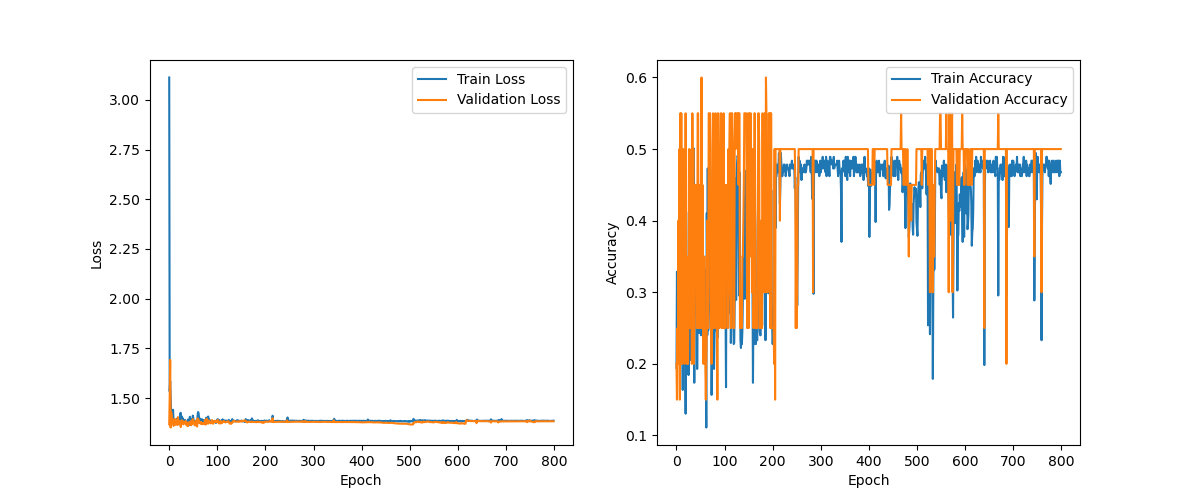 Train Loss
Validation Loss
3.00
2.75
2.50
2.25
2.00
1.75
1.50
Loss
0 100 200 300 400 500 600 700 800
Epoch
Train Accuracy
Validation Accuracy
0.6
0.5
0.4
0.3
0.2
0.1
Accuracy
0 100 200 300 400 500 600 700 800
Epoch